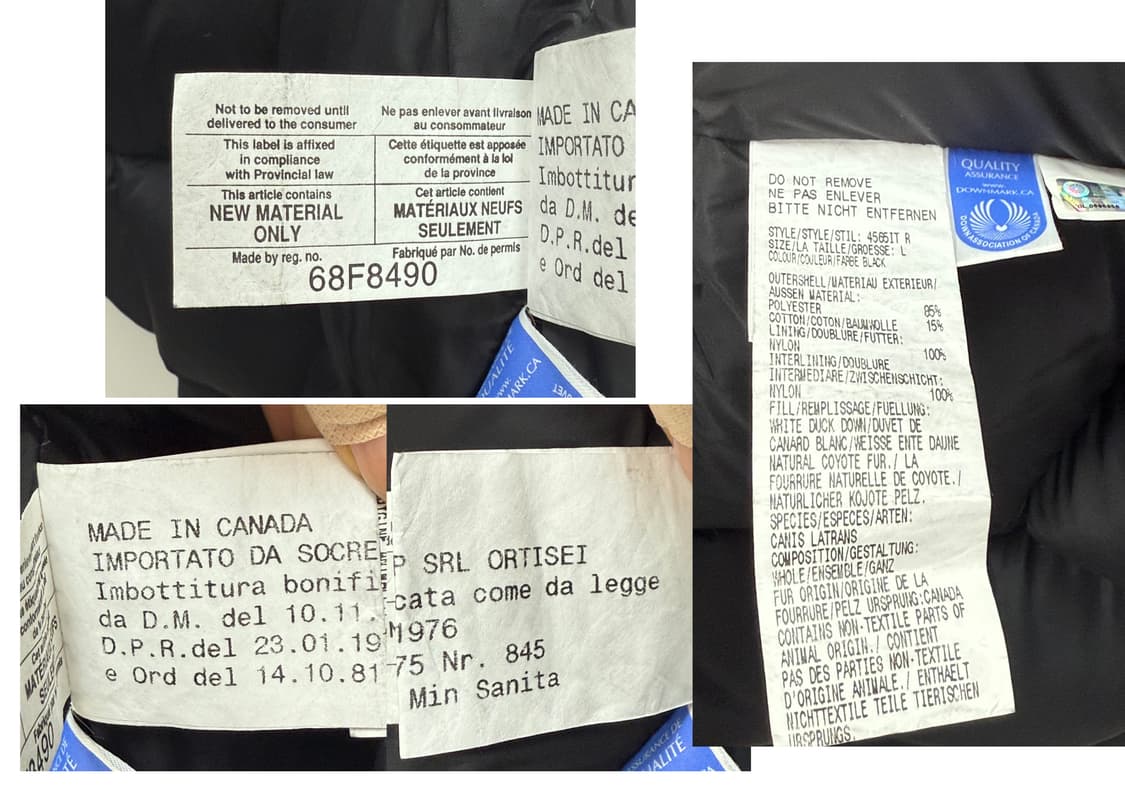 Not to be removed until
delivered to the consumer
Ne pas enlever avant livraison
au consommateur
This label is affixed
in compliance
with Provincial law
Cette étiquette est apposée
conformément à la loi
de la province
This article contains
NEW MATERIAL
ONLY
Cet article contient
MATÉRIAUX NEUFS
SEULEMENT
Made by reg. no.
Fabriqué par No. de permis
68F8490
MADE IN CA
IMPORTATO
Imbottitur
da D.M. de
D.P.R.del
e Ord del
MADE IN CANADA
IMPORTATO DA SOCRE
Imbottitura bonifi
da D.M. del 10.11.
D.P.R.del 23.01.19
e Ord del 14.10.81
P SRL ORTISEI
cata come da legge
1976
75 Nr. 845
Min Sanita
DO NOT REMOVE
NE PAS ENLEVER
BITTE NICHT ENTFERNEN
STYLE/STYLE/STIL: 4565IT R
SIZE/LA TAILLE/GROESSE: L
COLOUR/COULEUR/FARBE BLACK
OUTERSHELL/MATERIAU EXTERIEUR/
AUSSEN MATERIAL:
POLYESTER 85%
COTTON/COTON/BAUMWOLLE 15%
LINING/DOUBLURE/FUTTER:
NYLON 100%
INTERLINING/DOUBLURE
INTERMEDIARE/ZWISCHENSCHICHT:
NYLON 100%
FILL/REMPLISSAGE/FUELLUNG:
WHITE DUCK DOWN/DUVET DE
CANARD BLANC/WEISSE ENTE DAUNE
NATURAL COYOTE FUR./ LA
FOURRURE NATURELLE DE COYOTE./
NATURLICHER KOJOTE PELZ.
SPECIES/ESPECES/ARTEN:
CANIS LATRANS
COMPOSITION/GESTALTUNG:
WHOLE/ENSEMBLE/GANZ
FUR ORIGIN/ORIGINE DE LA
FOURRURE/PELZ URSPRUNG:CANADA
CONTAINS NON-TEXTILE PARTS OF
ANIMAL ORIGIN./ CONTIENT
PAS DES PARTIES NON-TEXTILE
D'ORIGINE ANIMALE./ ENTHAELT
NICHTTEXTILE TEILE TIERISCHEN
URSPRUNGS.
QUALITY
ASSURANCE
www.
DOWNMARK.CA
DOWN ASSOCIATION OF CANADA